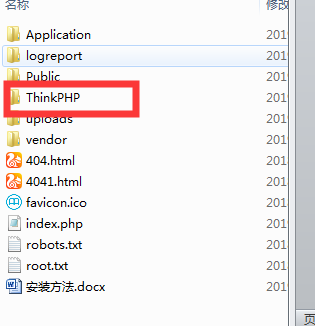 名称
修改
Application
201
logreport
201
Public
201
ThinkPHP
201
uploads
201
vendor
201
404.html
201
4041.html
201
favicon.ico
201
index.php
201
robots.txt
201
root.txt
201
安装方法.docx
201
页